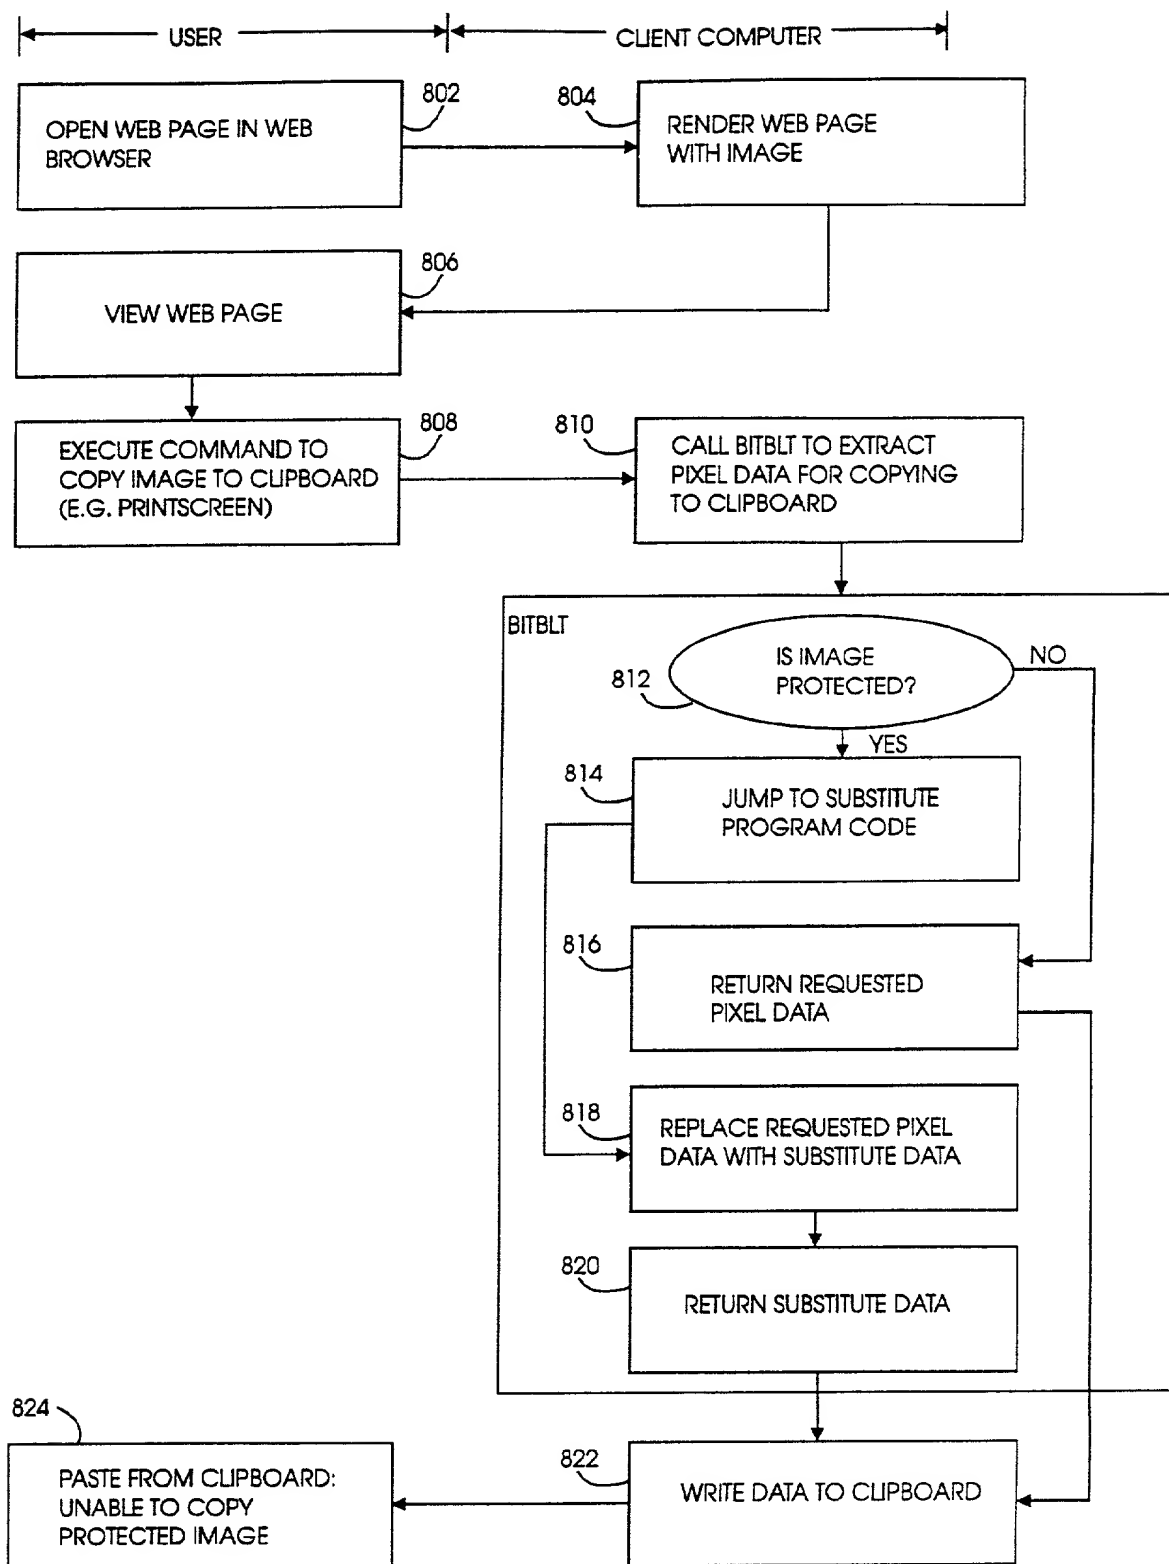 USER
CLIENT COMPUTER
802
OPEN WEB PAGE IN WEB
BROWSER
804
RENDER WEB PAGE
WITH IMAGE
806
VIEW WEB PAGE
808
EXECUTE COMMAND TO
COPY IMAGE TO CLIPBOARD
(E.G. PRINTSCREEN)
810
CALL BITBLT TO EXTRACT
PIXEL DATA FOR COPYING
TO CLIPBOARD
BITBLT
812
IS IMAGE
PROTECTED?
NO
YES
814
JUMP TO SUBSTITUTE
PROGRAM CODE
816
RETURN REQUESTED
PIXEL DATA
818
REPLACE REQUESTED PIXEL
DATA WITH SUBSTITUTE DATA
820
RETURN SUBSTITUTE DATA
822
WRITE DATA TO CLIPBOARD
824
PASTE FROM CLIPBOARD:
UNABLE TO COPY
PROTECTED IMAGE